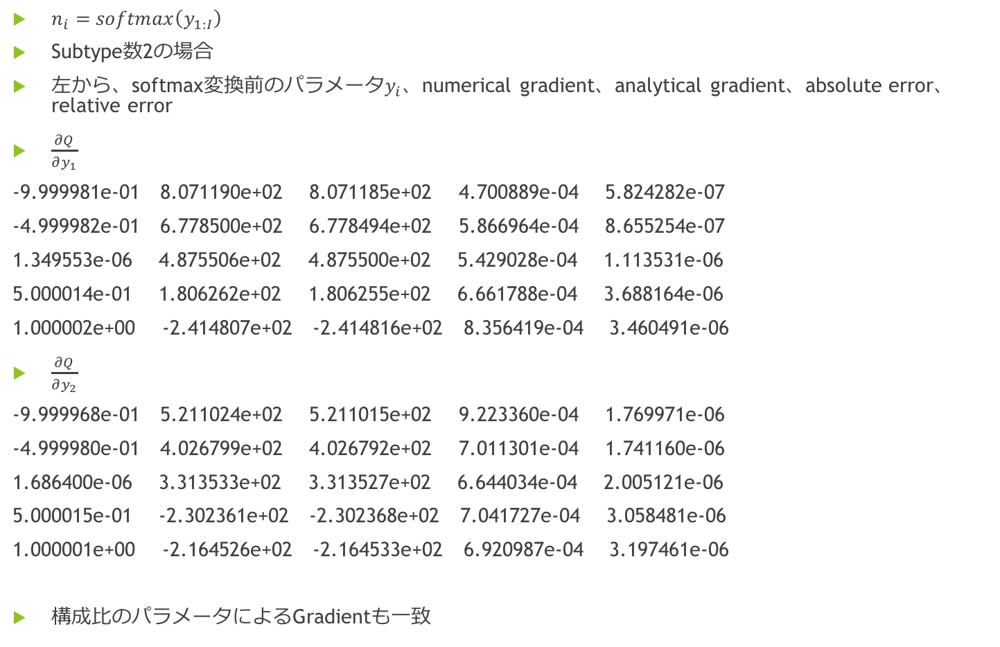 n_i = softmax(y_{1:I})
Subtype数2の場合
左から、softmax変換前のパラメータy_i、numerical gradient、analytical gradient、absolute error、
relative error
∂Q/∂y_1
-9.999981e-01 8.071190e+02 8.071185e+02 4.700889e-04 5.824282e-07
-4.999982e-01 6.778500e+02 6.778494e+02 5.866964e-04 8.655254e-07
1.349553e-06 4.875506e+02 4.875500e+02 5.429028e-04 1.113531e-06
5.000014e-01 1.806262e+02 1.806255e+02 6.661788e-04 3.688164e-06
1.000002e+00 -2.414807e+02 -2.414816e+02 8.356419e-04 3.460491e-06
∂Q/∂y_2
-9.999968e-01 5.211024e+02 5.211015e+02 9.223360e-04 1.769971e-06
-4.999980e-01 4.026799e+02 4.026792e+02 7.011301e-04 1.741160e-06
1.686400e-06 3.313533e+02 3.313527e+02 6.644034e-04 2.005121e-06
5.000015e-01 -2.302361e+02 -2.302368e+02 7.041727e-04 3.058481e-06
1.000001e+00 -2.164526e+02 -2.164533e+02 6.920987e-04 3.197461e-06
構成比のパラメータによるGradientも一致